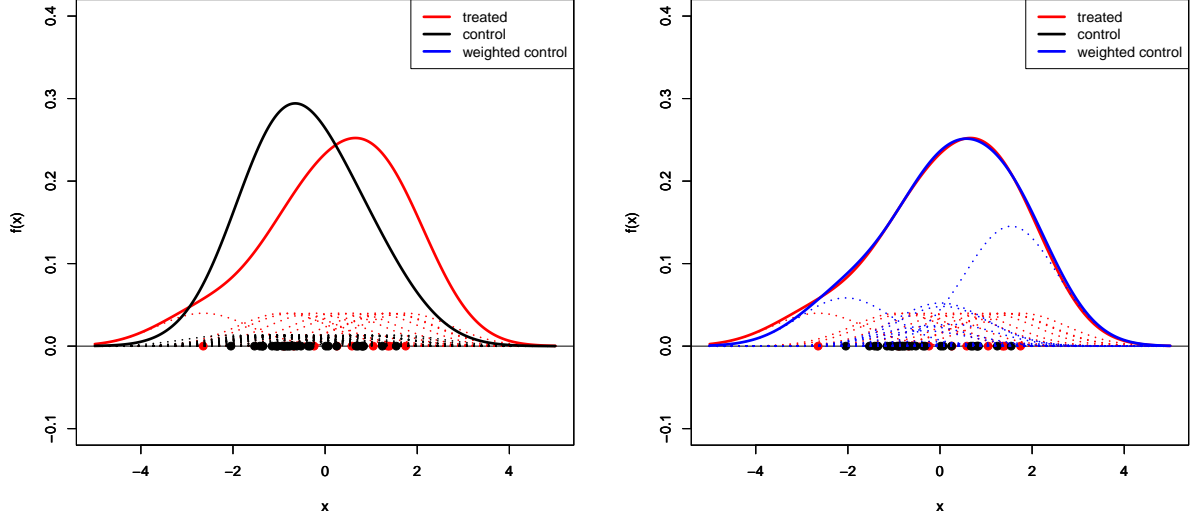 treated
control
weighted control
0.4
0.3
0.2
0.1
0.0
−0.1
f(x)
−4 −2 0 2 4
x
treated
control
weighted control
0.4
0.3
0.2
0.1
0.0
−0.1
f(x)
−4 −2 0 2 4
x